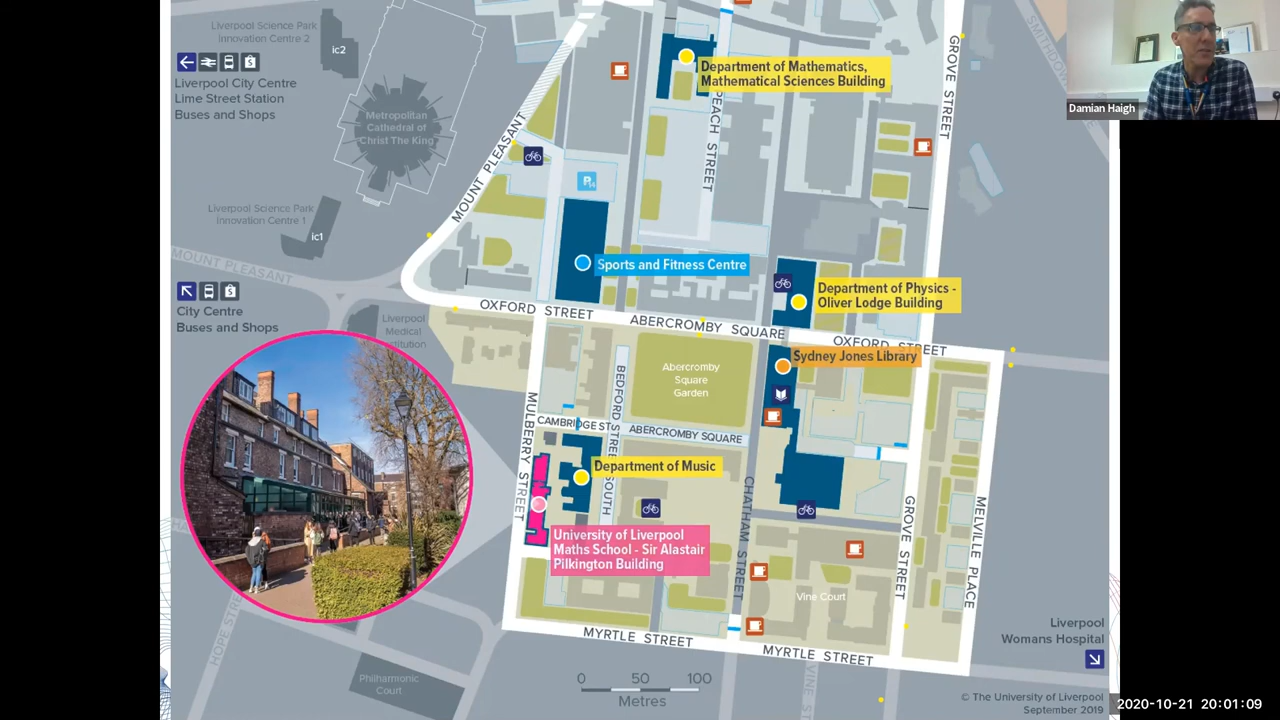 Liverpool Science Park
Innovation Centre 2
ic2
Liverpool City Centre
Lime Street Station
Buses and Shops
Metropolitan
Cathedral of
Christ The King
Department of Mathematics,
Mathematical Sciences Building
GROVE STREET
SMITHDOWN
Damian Haigh
PEACH STREET
MOUNT PLEASANT
P
Liverpool Science Park
Innovation Centre 1
ic1
MOUNT PLEASANT
Sports and Fitness Centre
City Centre
Buses and Shops
Department of Physics -
Oliver Lodge Building
OXFORD STREET
ABERCROMBY SQUARE
OXFORD STREET
Liverpool
Medical
Institution
Sydney Jones Library
Abercromby
Square
Garden
MULBERRY STREET
BEDFORD STREET SOUTH
CAMBRIDGE ST
ABERCROMBY SQUARE
Department of Music
CHATHAM STREET
GROVE STREET
MELVILLE PLACE
University of Liverpool
Maths School - Sir Alastair
Pilkington Building
Vine Court
HOPE STREET
MYRTLE STREET
MYRTLE STREET
Liverpool
Womans Hospital
Philharmonic
Court
VINE ST
0 50 100
Metres
© The University of Liverpool
September 2019
2020-10-21 20:01:09